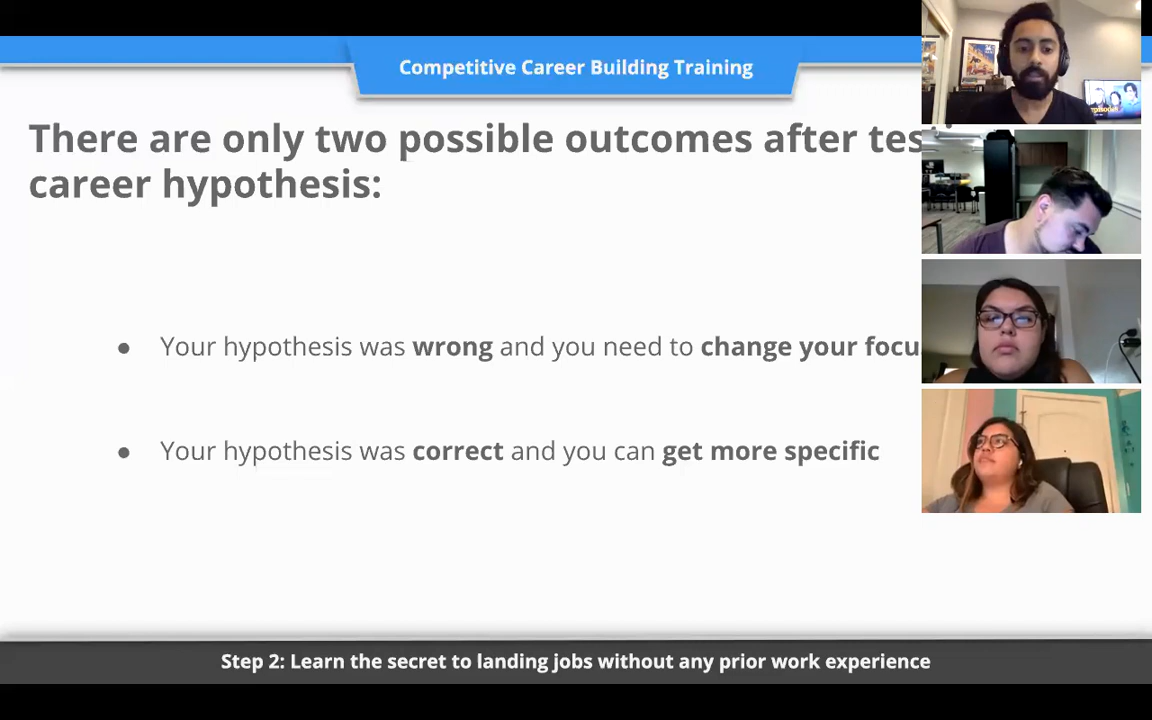 Competitive Career Building Training
There are only two possible outcomes after tes
career hypothesis:
● Your hypothesis was wrong and you need to change your focu
● Your hypothesis was correct and you can get more specific
Step 2: Learn the secret to landing jobs without any prior work experience